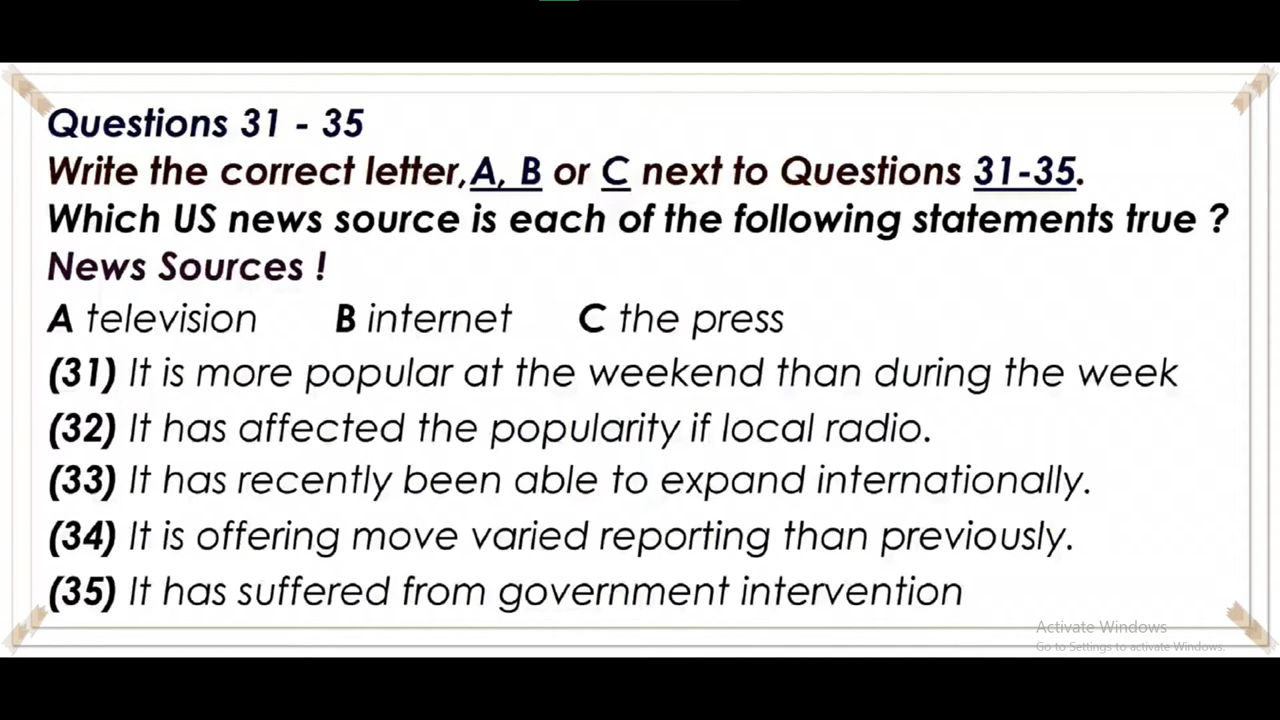 Questions 31 - 35
Write the correct letter, A, B or C next to Questions 31-35.
Which US news source is each of the following statements true ?
News Sources !
A television B internet C the press
(31) It is more popular at the weekend than during the week
(32) It has affected the popularity if local radio.
(33) It has recently been able to expand internationally.
(34) It is offering move varied reporting than previously.
(35) It has suffered from government intervention
Activate Windows
Go to Settings to activate Windows.